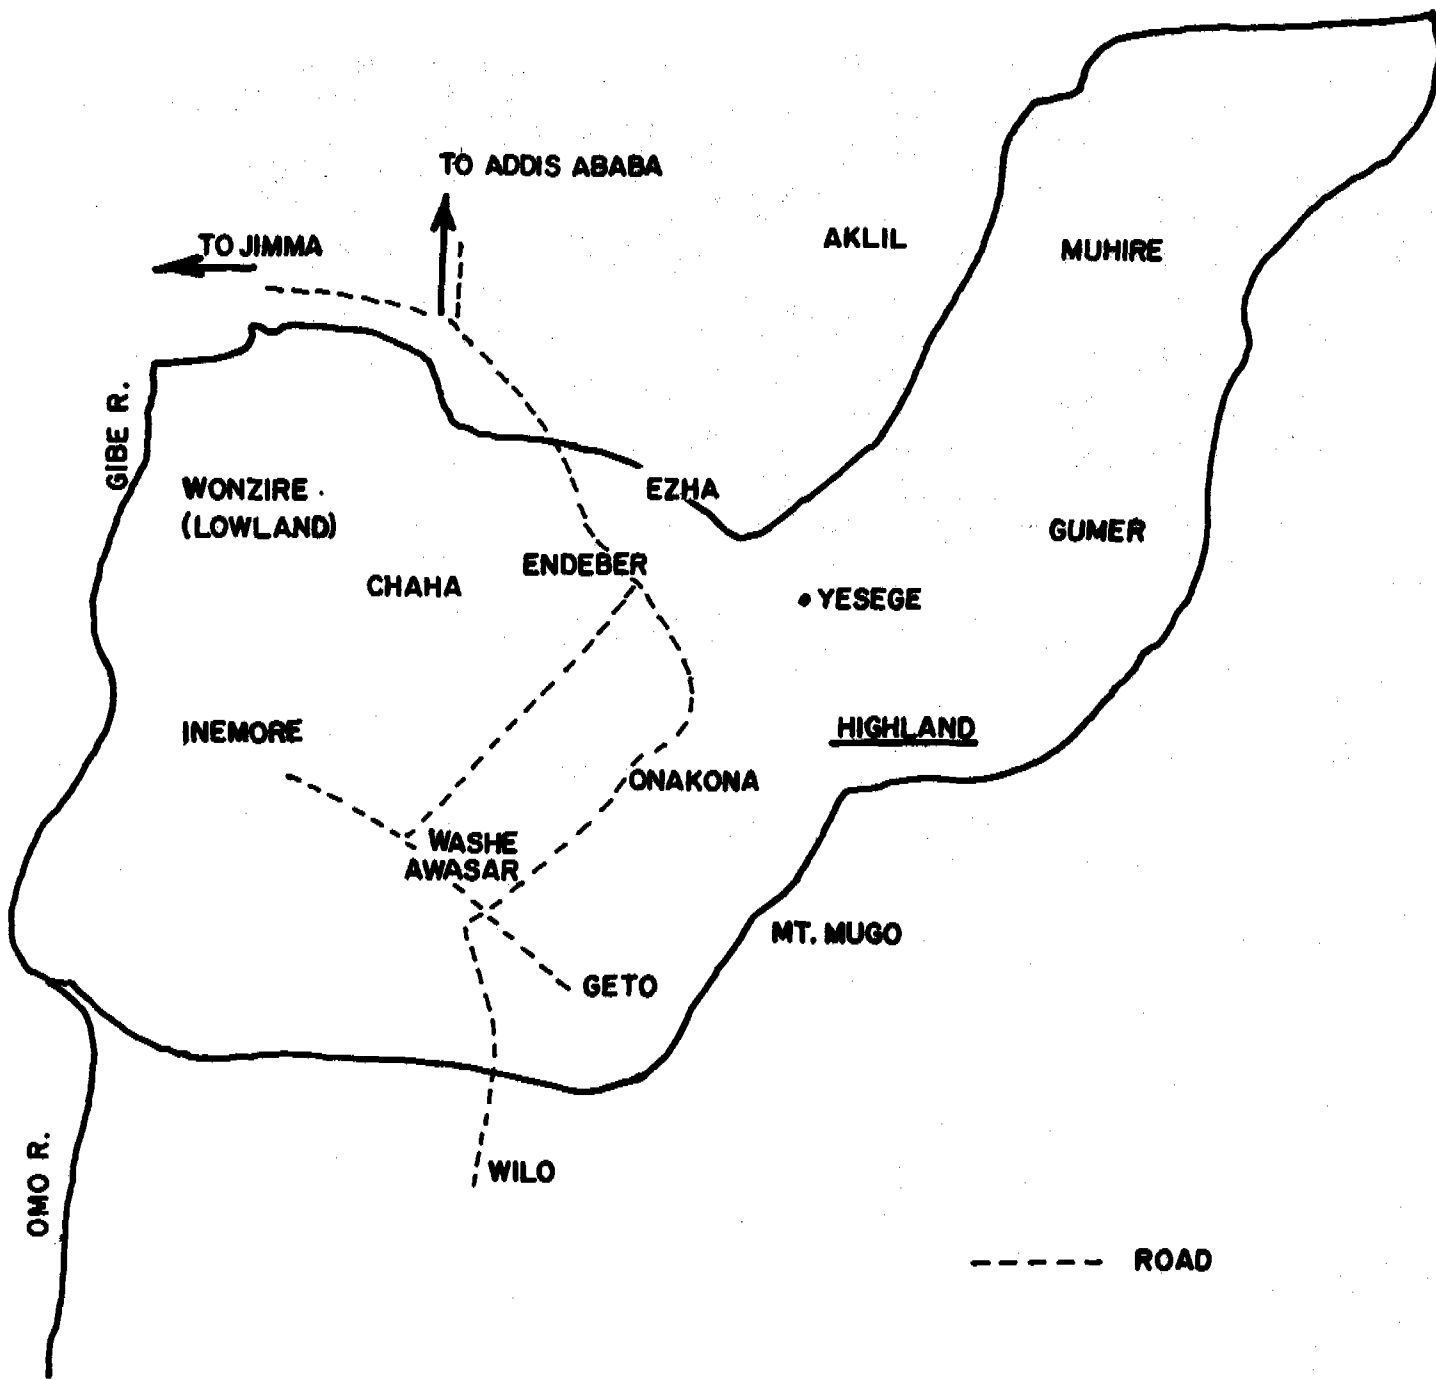 TO ADDIS ABABA
TO JIMMA
AKLIL
MUHIRE
GIBE R.
WONZIRE
(LOWLAND)
EZHA
GUMER
ENDEBER
CHAHA
YESEGE
INEMORE
HIGHLAND
ONAKONA
WASHE
AWASAR
MT. MUGO
GETO
OMO R.
WILO
ROAD